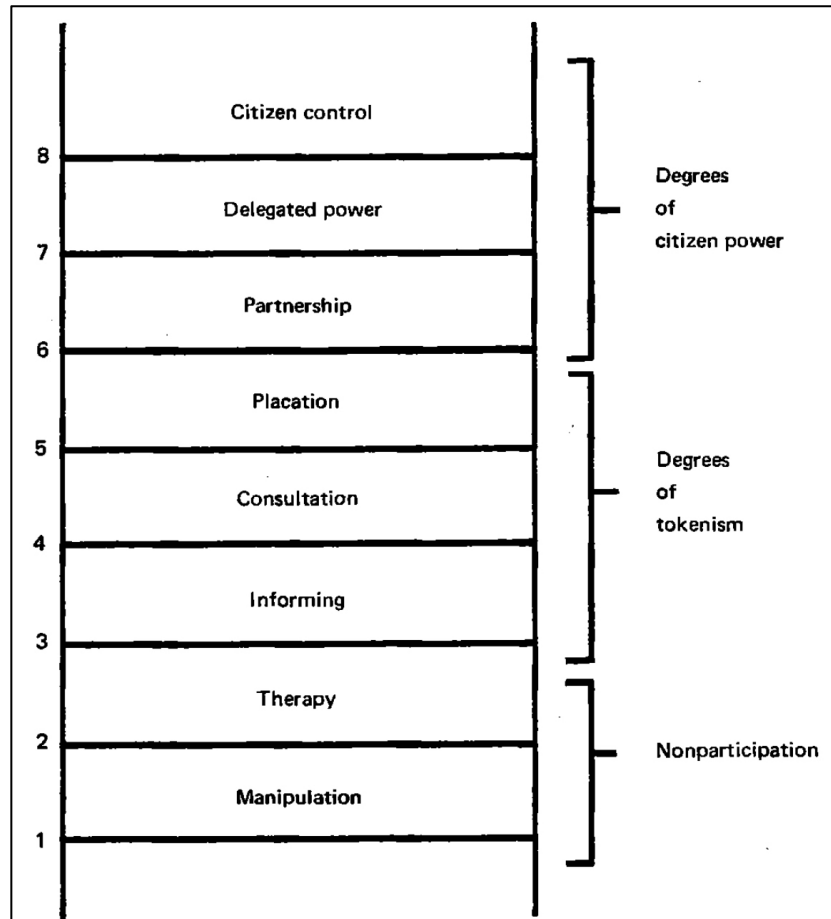 Citizen control
8
Delegated power
7
Partnership
6
Placation
5
Consultation
4
Informing
3
Therapy
2
Manipulation
1
Degrees
of
citizen power
Degrees
of
tokenism
Nonparticipation